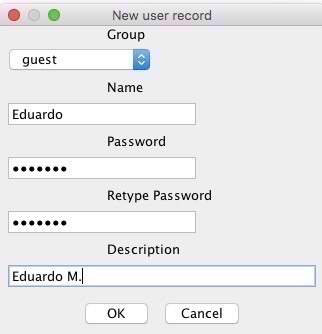 New user record
Group
guest
Name
Eduardo
Password
•••••••
Retype Password
•••••••
Description
Eduardo M.
OK Cancel